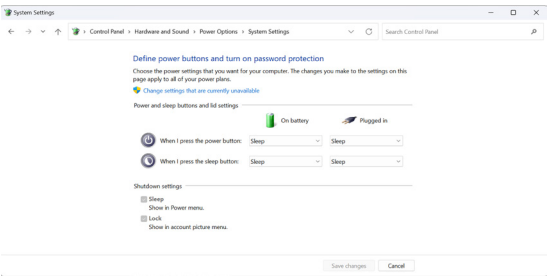 System Settings
Control Panel › Hardware and Sound › Power Options › System Settings
Search Control Panel
Define power buttons and turn on password protection
Choose the power settings that you want for your computer. The changes you make to the settings on this
page apply to all of your power plans.
Change settings that are currently unavailable
Power and sleep buttons and lid settings
On battery Plugged in
When I press the power button: Sleep Sleep
When I press the sleep button: Sleep Sleep
Shutdown settings
Sleep
Show in Power menu.
Lock
Show in account picture menu.
Save changes Cancel